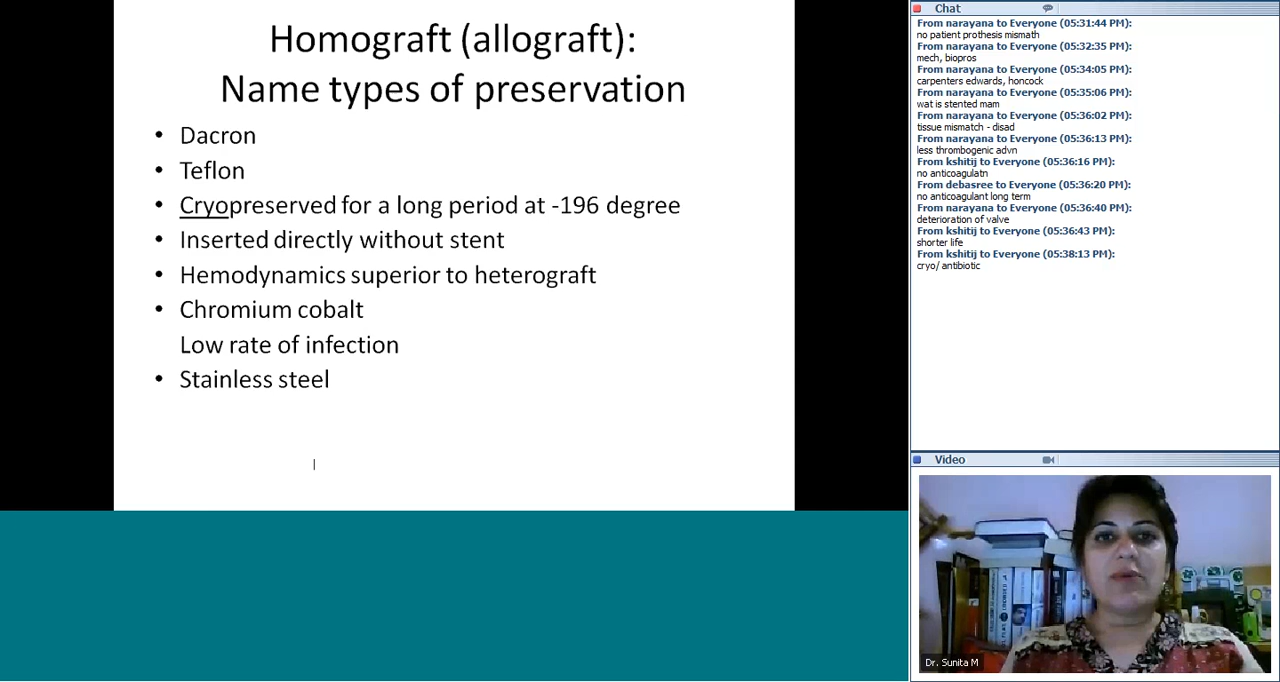 Homograft (allograft):
Name types of preservation
• Dacron
• Teflon
• Cryopreserved for a long period at -196 degree
• Inserted directly without stent
• Hemodynamics superior to heterograft
• Chromium cobalt
Low rate of infection
• Stainless steel
Chat
From narayana to Everyone (05:31:44 PM):
no patient prothesis mismath
From narayana to Everyone (05:32:35 PM):
mech, biopros
From narayana to Everyone (05:34:05 PM):
carpenters edwards, honcock
From narayana to Everyone (05:35:06 PM):
wat is stented mam
From narayana to Everyone (05:36:02 PM):
tissue mismatch - disad
From narayana to Everyone (05:36:13 PM):
less thrombogenic advn
From kshitij to Everyone (05:36:16 PM):
no anticoagulatn
From debasree to Everyone (05:36:20 PM):
no anticoagulant long term
From narayana to Everyone (05:36:40 PM):
deterioration of valve
From kshitij to Everyone (05:36:43 PM):
shorter life
From kshitij to Everyone (05:38:13 PM):
cryo/ antibiotic
Video
Dr. Sunita M